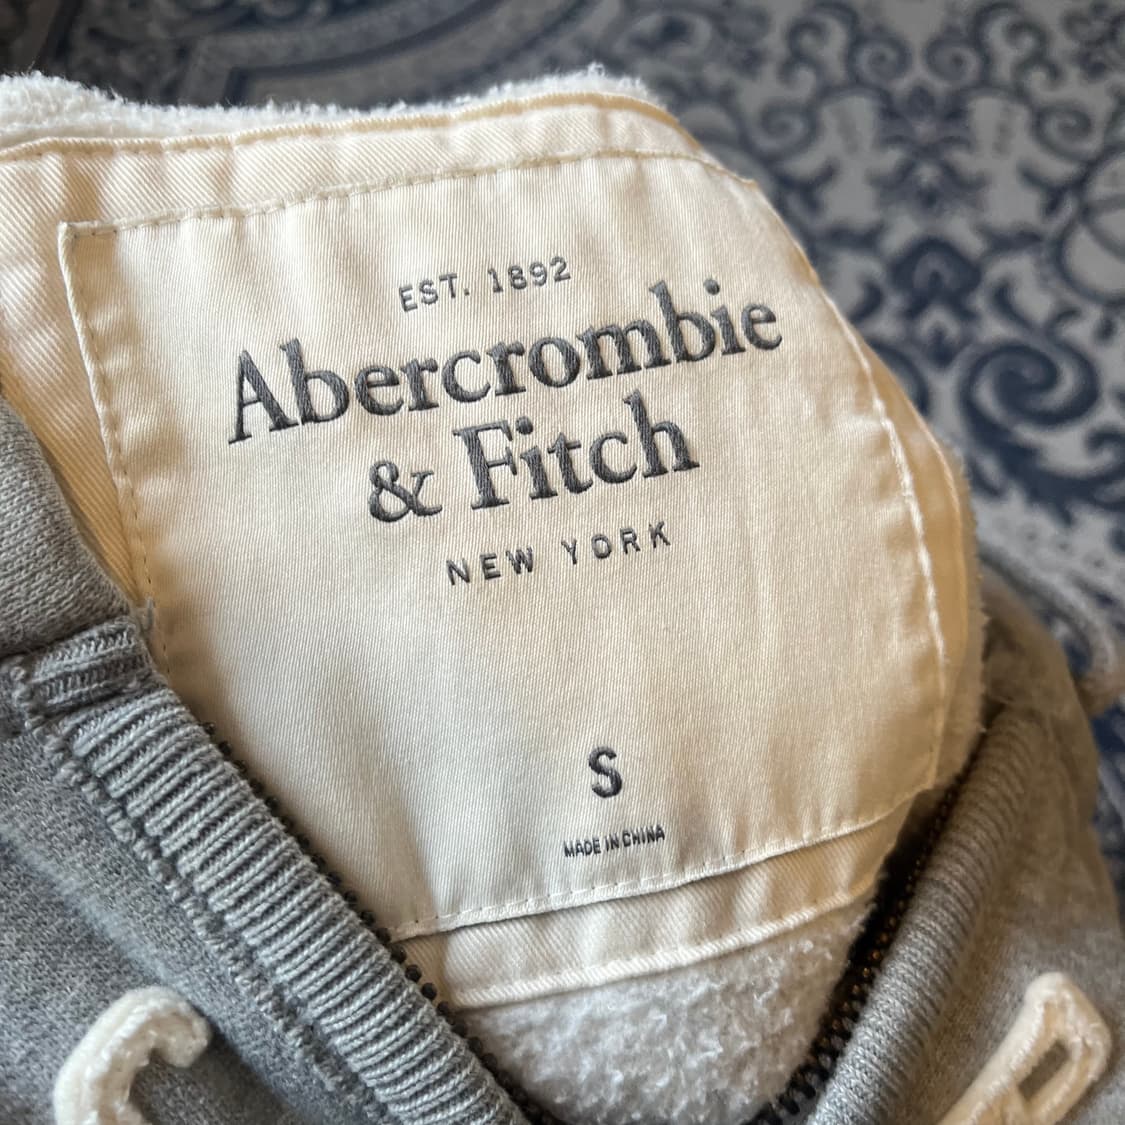 EST. 1892
Abercrombie
& Fitch
NEW YORK
S
MADE IN CHINA